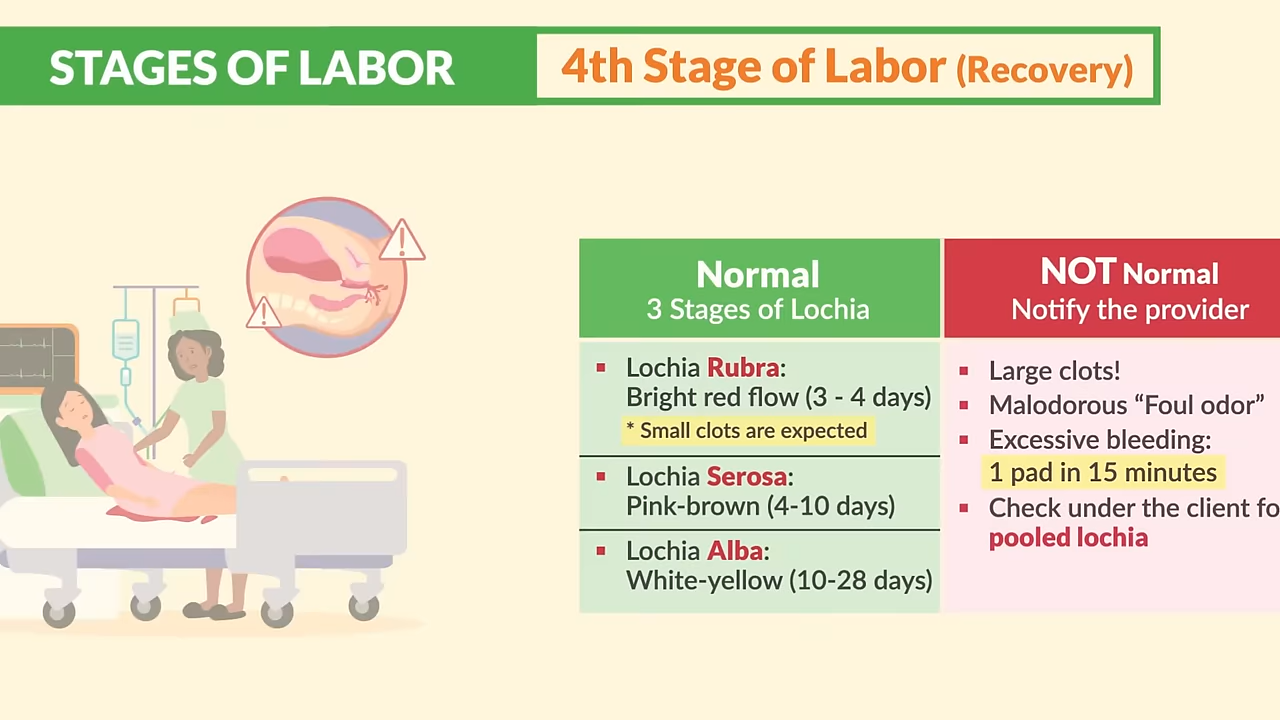 STAGES OF LABOR
4th Stage of Labor (Recovery)
Normal
3 Stages of Lochia
▪ Lochia Rubra:
Bright red flow (3 - 4 days)
* Small clots are expected
▪ Lochia Serosa:
Pink-brown (4-10 days)
▪ Lochia Alba:
White-yellow (10-28 days)
NOT Normal
Notify the provider
▪ Large clots!
▪ Malodorous “Foul odor”
▪ Excessive bleeding:
1 pad in 15 minutes
▪ Check under the client fo
pooled lochia